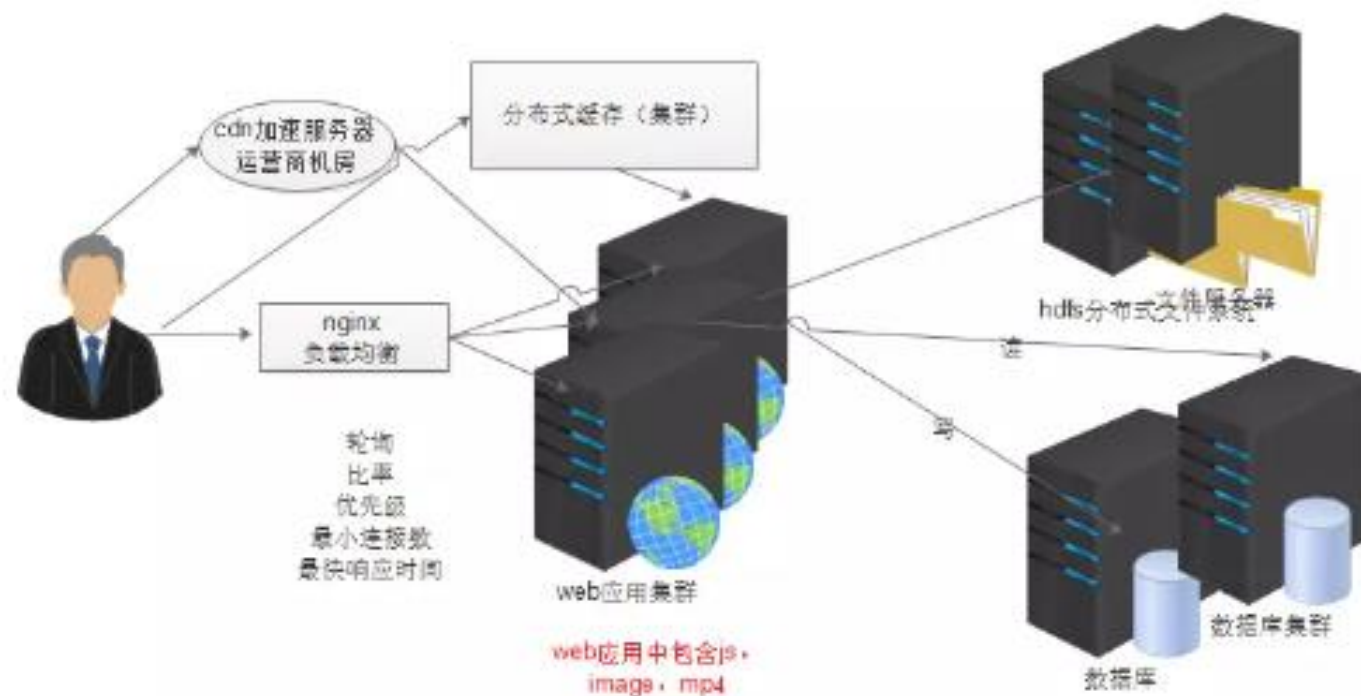 cdn加速服务器
运营商机房
分布式缓存（集群）
nginx
负载均衡
轮询
比率
优先级
最小连接数
最快响应时间
web应用集群
web应用中包含js，
image，mp4
文件服务器
hdfs分布式文件系统
读
写
数据库集群
数据库